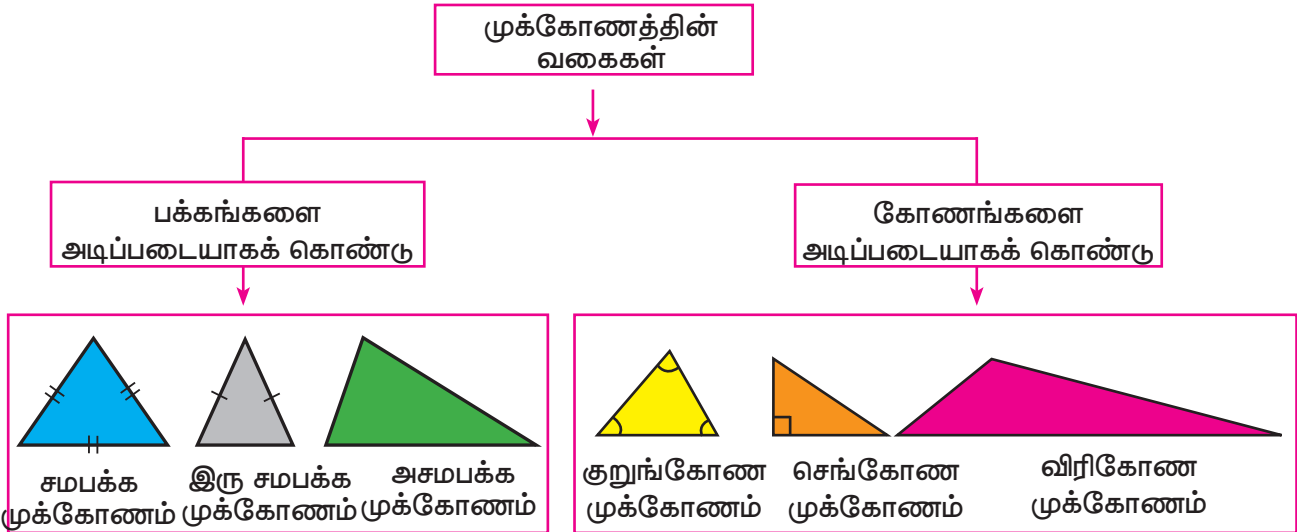 முக்கோணத்தின்
வகைகள்
பக்கங்களை
அடிப்படையாகக் கொண்டு
கோணங்களை
அடிப்படையாகக் கொண்டு
சமபக்க
முக்கோணம்
இரு சமபக்க
முக்கோணம்
அசமபக்க
முக்கோணம்
குறுங்கோண
முக்கோணம்
செங்கோண
முக்கோணம்
விரிகோண
முக்கோணம்